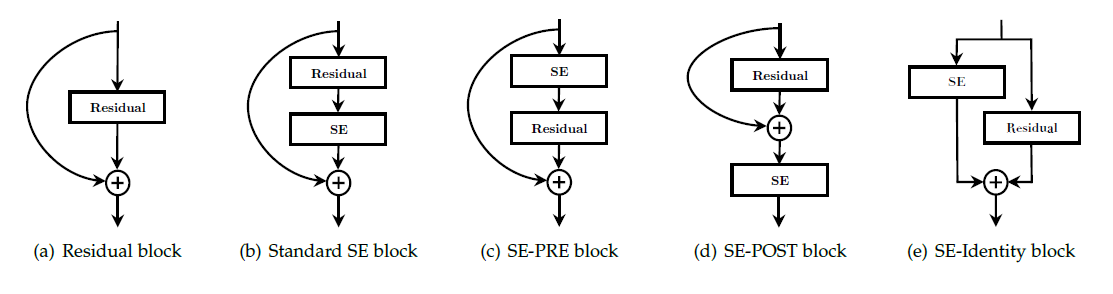 Residual
+
(a) Residual block
Residual
SE
+
(b) Standard SE block
SE
Residual
+
(c) SE-PRE block
Residual
+
SE
(d) SE-POST block
SE
Residual
+
(e) SE-Identity block